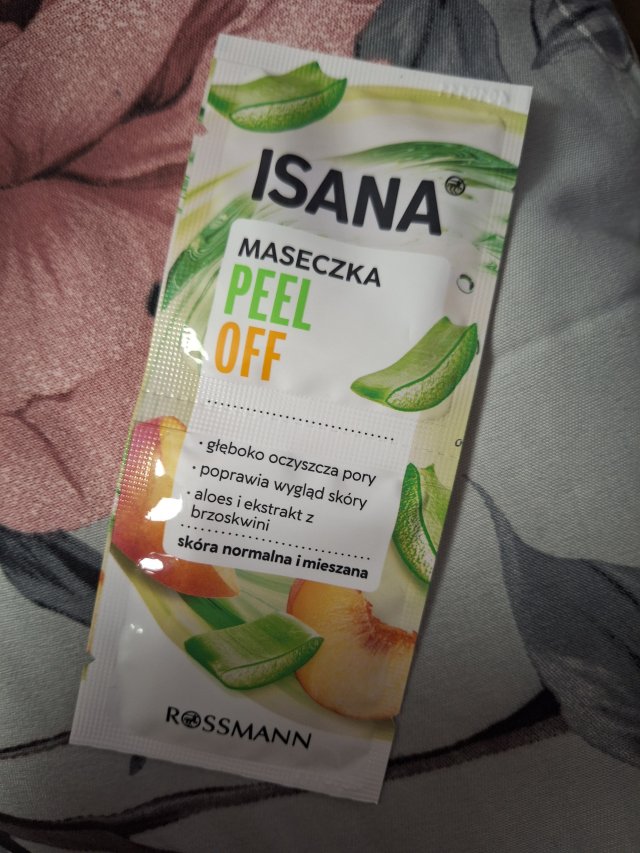 ISANA®
MASECZKA
PEEL
OFF
• głęboko oczyszcza pory
• poprawia wygląd skóry
• aloes i ekstrakt z
brzoskwini
skóra normalna i mieszana
ROSSMANN